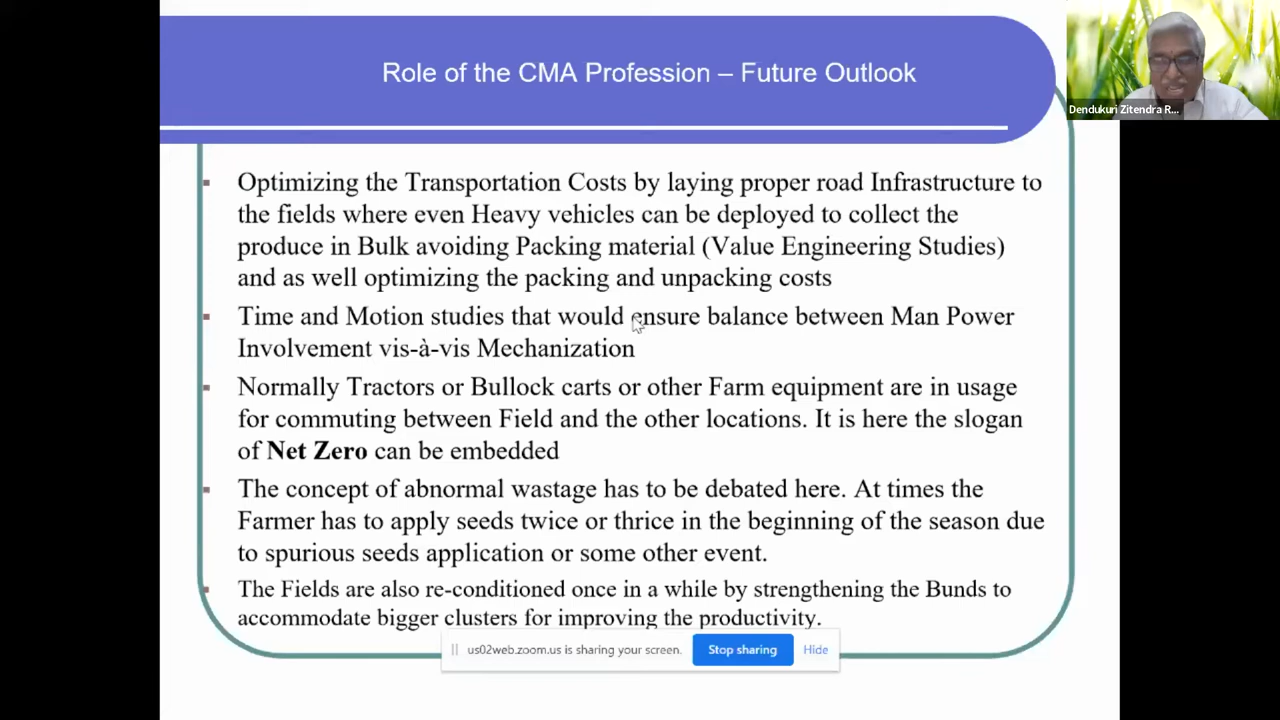 Role of the CMA Profession – Future Outlook
Dendukuri Zitendra R...
Optimizing the Transportation Costs by laying proper road Infrastructure to
the fields where even Heavy vehicles can be deployed to collect the
produce in Bulk avoiding Packing material (Value Engineering Studies)
and as well optimizing the packing and unpacking costs
Time and Motion studies that would ensure balance between Man Power
Involvement vis-à-vis Mechanization
Normally Tractors or Bullock carts or other Farm equipment are in usage
for commuting between Field and the other locations. It is here the slogan
of Net Zero can be embedded
The concept of abnormal wastage has to be debated here. At times the
Farmer has to apply seeds twice or thrice in the beginning of the season due
to spurious seeds application or some other event.
The Fields are also re-conditioned once in a while by strengthening the Bunds to
accommodate bigger clusters for improving the productivity.
us02web.zoom.us is sharing your screen.
Stop sharing
Hide